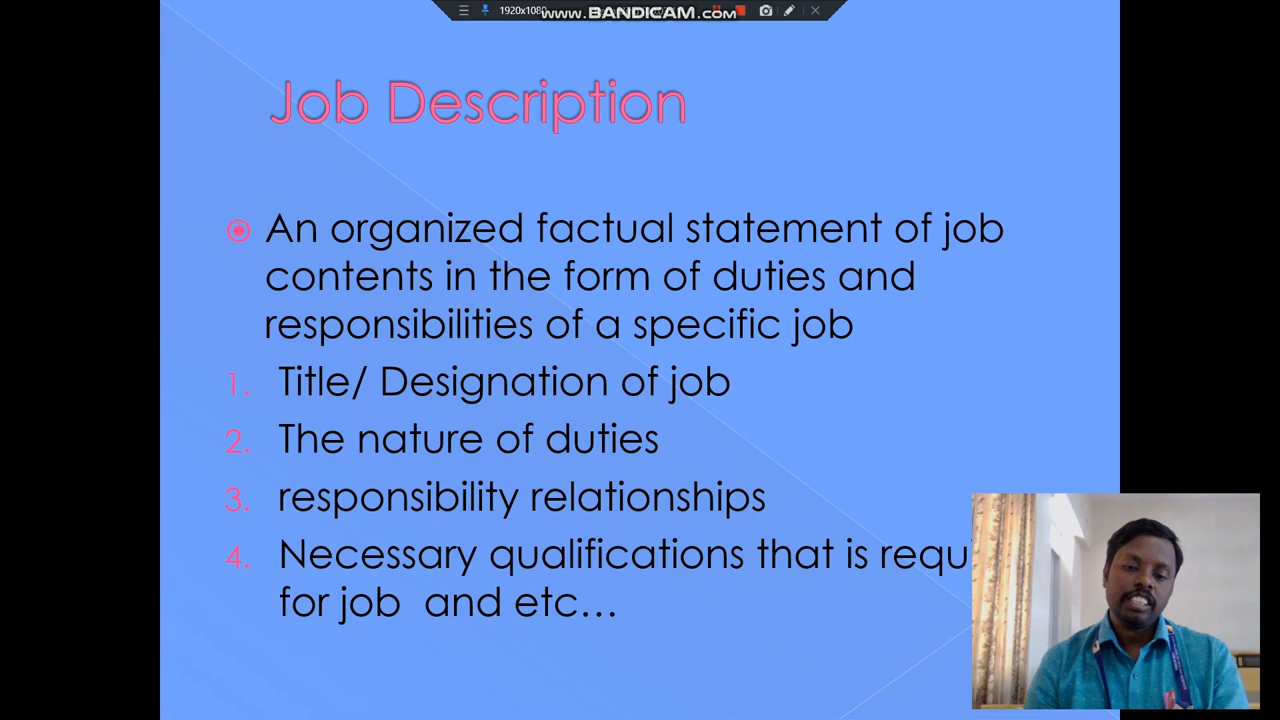 1920x1080
www.BANDICAM.com
Job Description
An organized factual statement of job
contents in the form of duties and
responsibilities of a specific job
1. Title/ Designation of job
2. The nature of duties
3. responsibility relationships
4. Necessary qualifications that is requi
for job and etc...